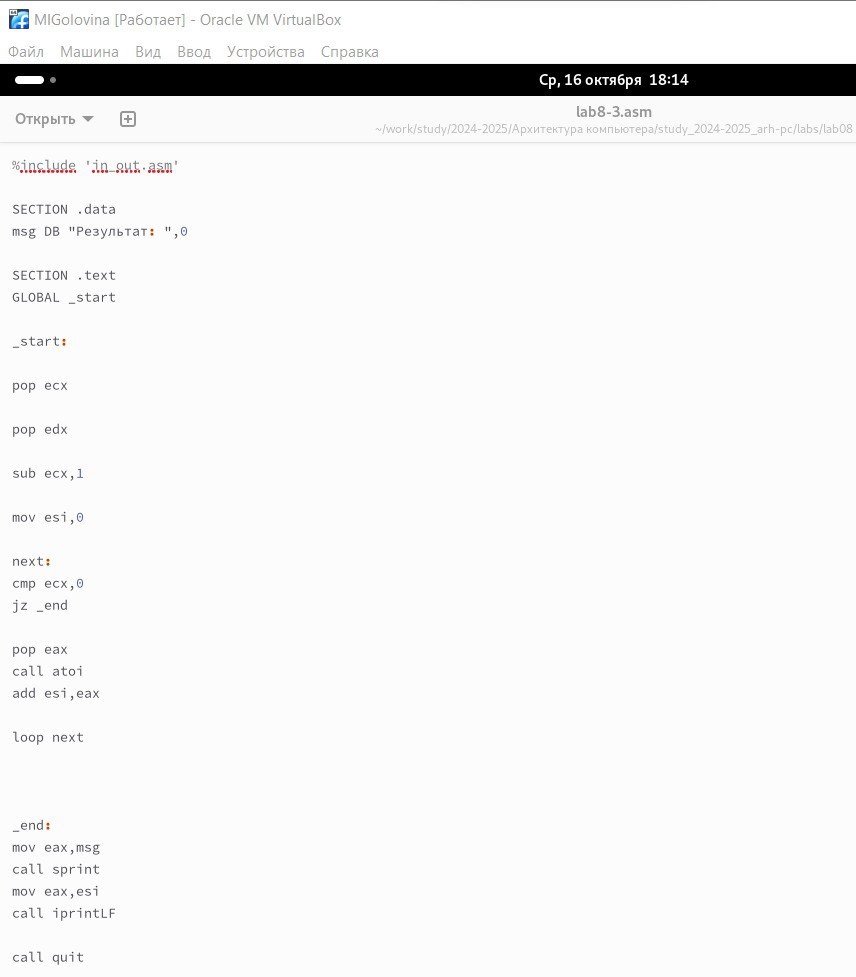 MIGolovina [Работает] - Oracle VM VirtualBox
Файл Машина Вид Ввод Устройства Справка
Ср, 16 октября 18:14
Открыть
lab8-3.asm
~/work/study/2024-2025/Архитектура компьютера/study_2024-2025_arh-pc/labs/lab08
%include 'in_out.asm'
SECTION .data
msg DB "Результат: ",0
SECTION .text
GLOBAL _start
_start:
pop ecx
pop edx
sub ecx,1
mov esi,0
next:
cmp ecx,0
jz _end
pop eax
call atoi
add esi,eax
loop next
_end:
mov eax,msg
call sprint
mov eax,esi
call iprintLF
call quit